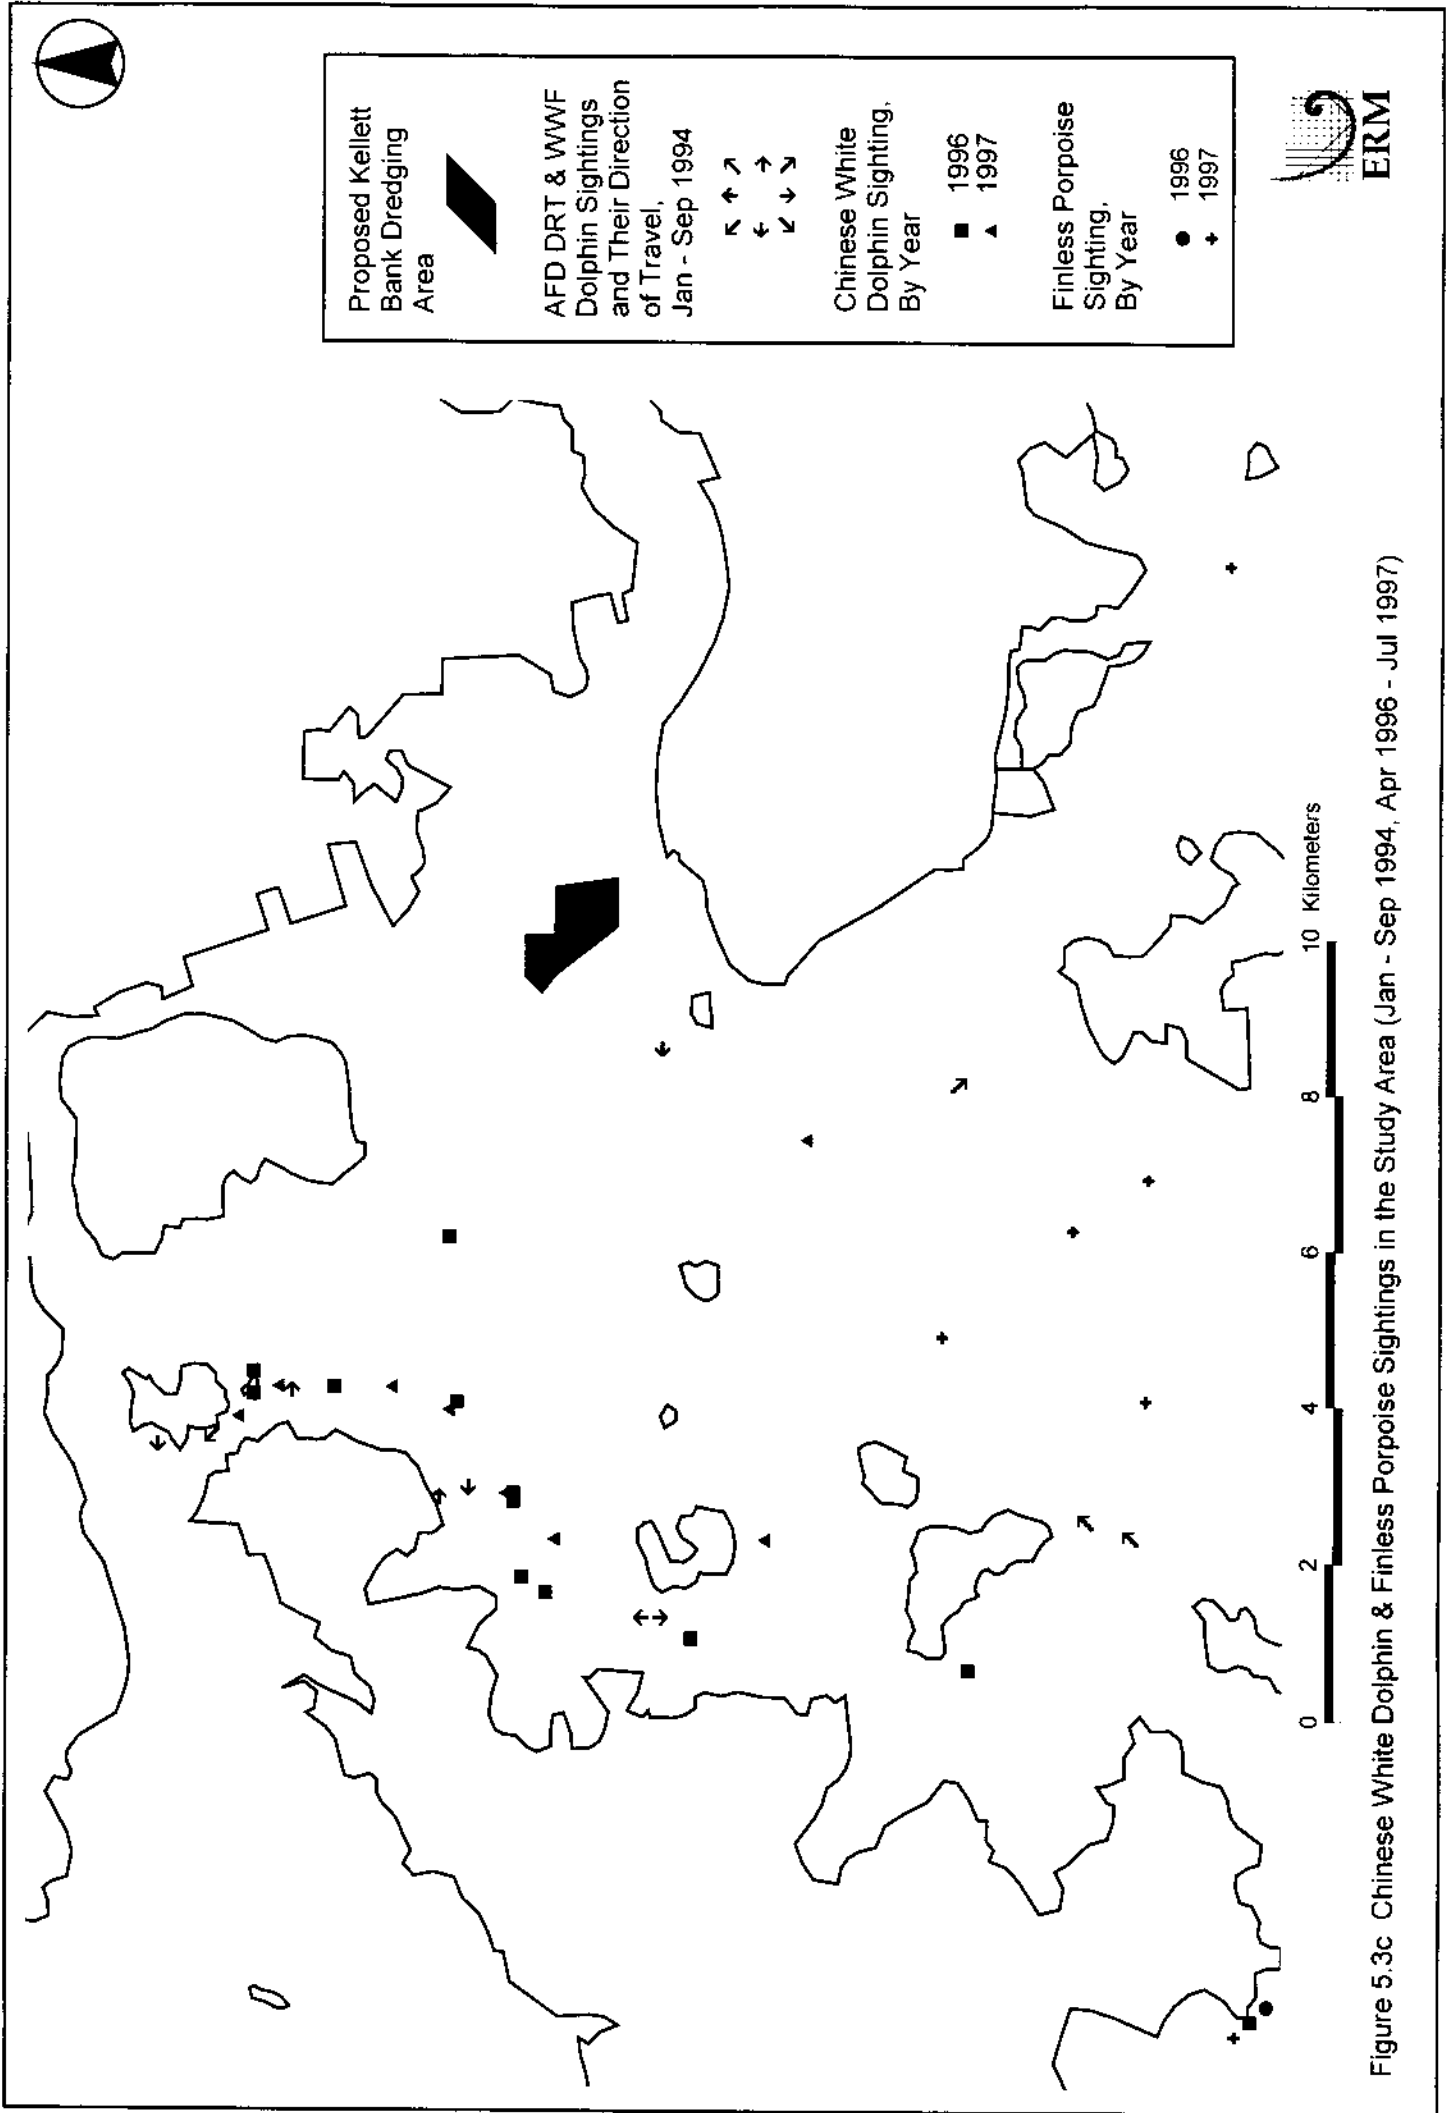 Proposed Kellett
Bank Dredging
Area
AFD DRT & WWF
Dolphin Sightings
and Their Direction
of Travel,
Jan - Sep 1994
Chinese White
Dolphin Sighting,
By Year
1996
1997
Finless Porpoise
Sighting,
By Year
1996
1997
ERM
0 2 4 6 8 10 Kilometers
Figure 5.3c Chinese White Dolphin & Finless Porpoise Sightings in the Study Area (Jan - Sep 1994, Apr 1996 - Jul 1997)